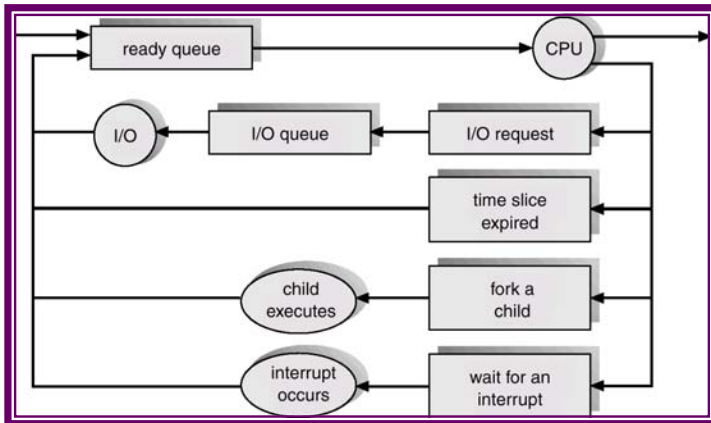 ready queue
CPU
I/O
I/O queue
I/O request
time slice
expired
child
executes
fork a
child
interrupt
occurs
wait for an
interrupt